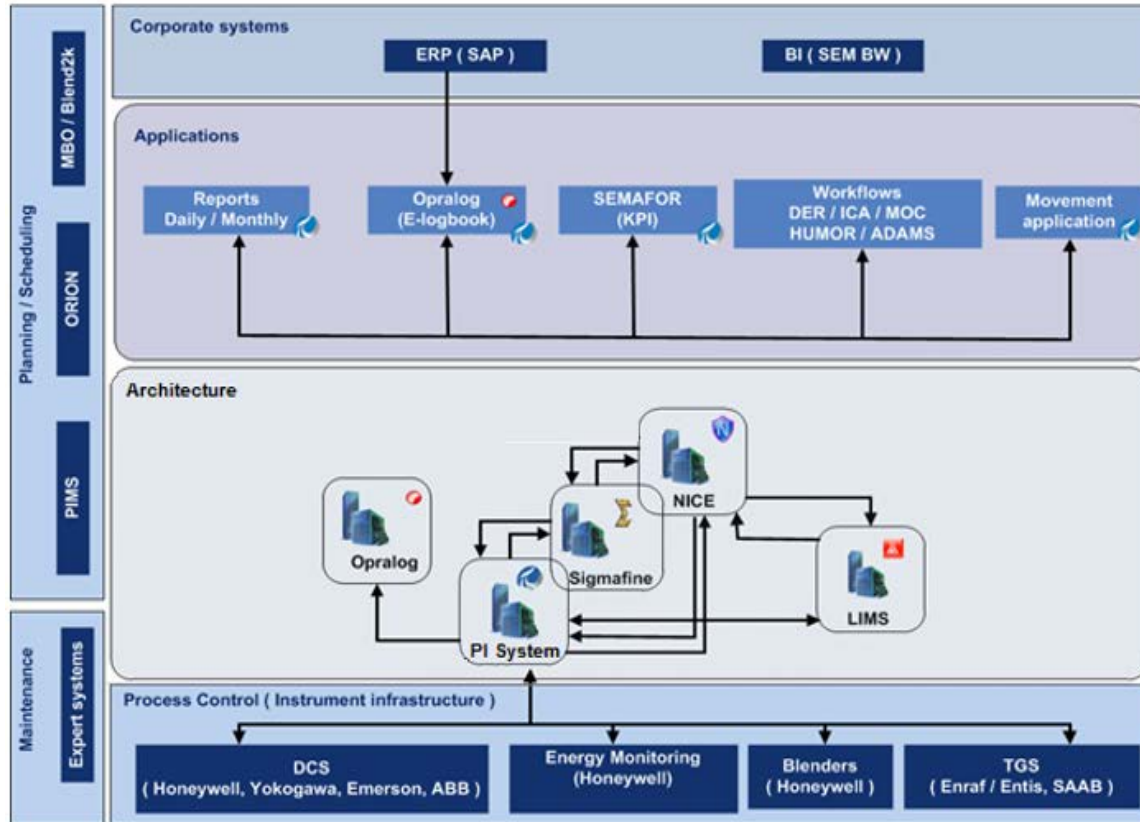 Corporate systems
ERP ( SAP )
BI ( SEM BW )
MBO / Blend2k
Planning / Scheduling
ORION
PIMS
Applications
Reports
Daily / Monthly
Opralog
(E-logbook)
SEMAFOR
(KPI)
Workflows
DER / ICA / MOC
HUMOR / ADAMS
Movement
application
Architecture
N
NICE
Σ
Sigmafine
Opralog
LIMS
PI System
Maintenance
Expert systems
Process Control ( Instrument infrastructure )
DCS
( Honeywell, Yokogawa, Emerson, ABB )
Energy Monitoring
(Honeywell)
Blenders
( Honeywell )
TGS
( Enraf / Entis, SAAB )